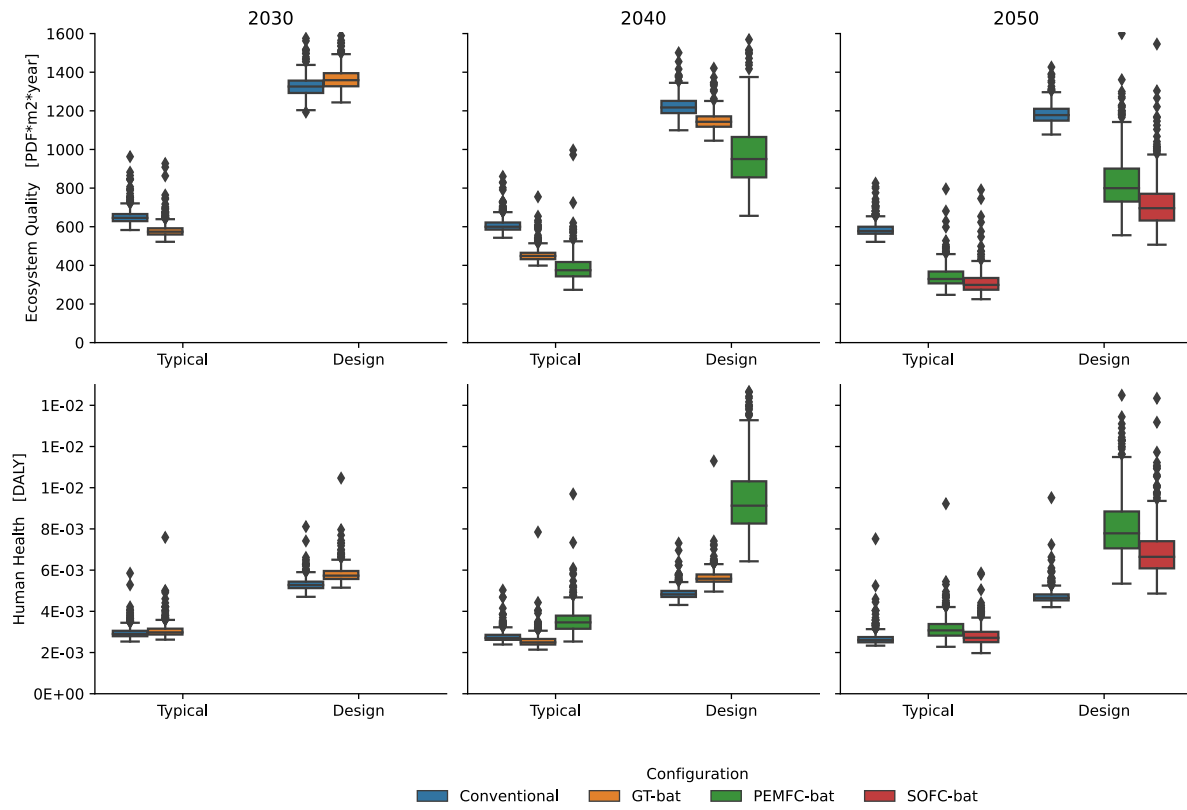 2030
2040
2050
Ecosystem Quality [PDF*m2*year]
1600
1400
1200
1000
800
600
400
200
0
Typical
Design
Typical
Design
Typical
Design
Human Health [DALY]
1E-02
1E-02
1E-02
8E-03
6E-03
4E-03
2E-03
0E+00
Typical
Design
Typical
Design
Typical
Design
Configuration
Conventional GT-bat PEMFC-bat SOFC-bat